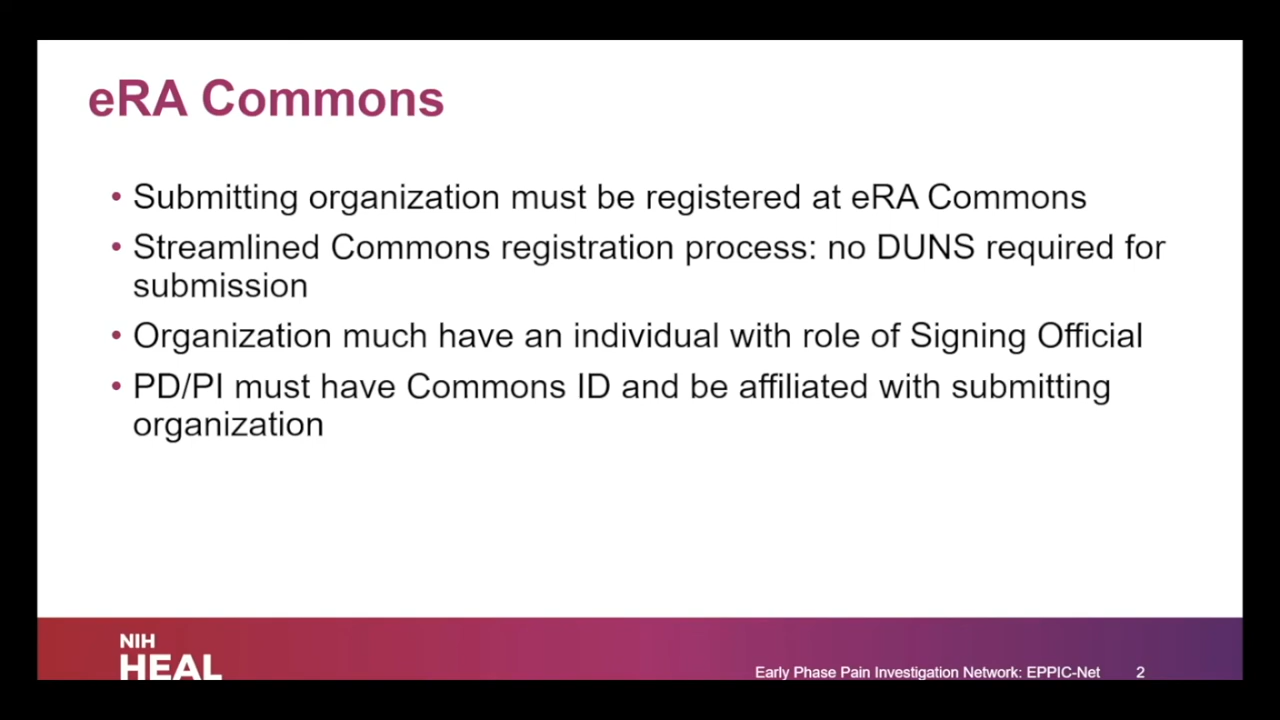 eRA Commons
• Submitting organization must be registered at eRA Commons
• Streamlined Commons registration process: no DUNS required for
submission
• Organization much have an individual with role of Signing Official
• PD/PI must have Commons ID and be affiliated with submitting
organization
NIH
HEAL
Early Phase Pain Investigation Network: EPPIC-Net 2